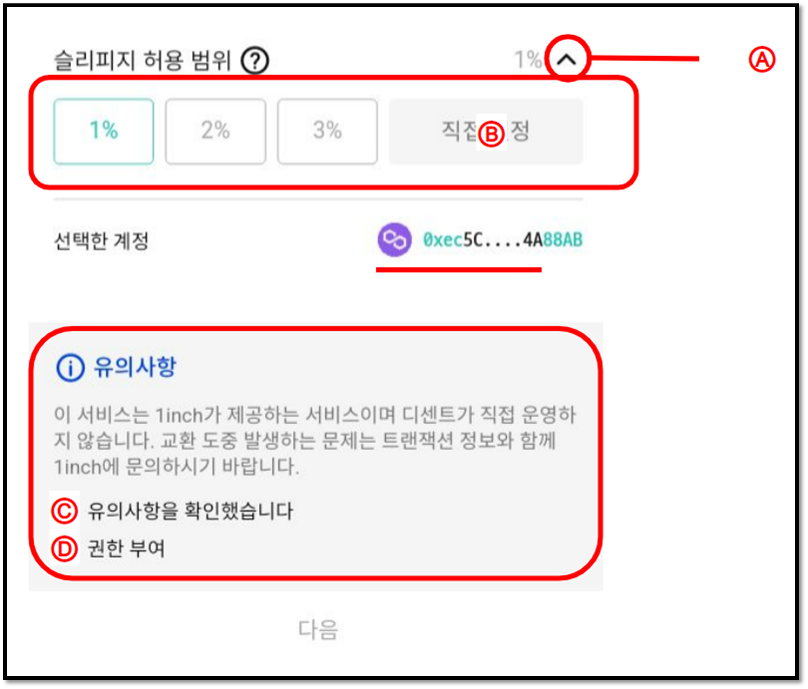 슬리피지 허용 범위 ? 1% Ⓐ
1% 2% 3% 직접 Ⓑ 정
선택한 계정 0xec5C....4A88AB
유의사항
이 서비스는 1inch가 제공하는 서비스이며 디센트가 직접 운영하
지 않습니다. 교환 도중 발생하는 문제는 트랜잭션 정보와 함께
1inch에 문의하시기 바랍니다.
Ⓒ 유의사항을 확인했습니다
Ⓓ 권한 부여
다음